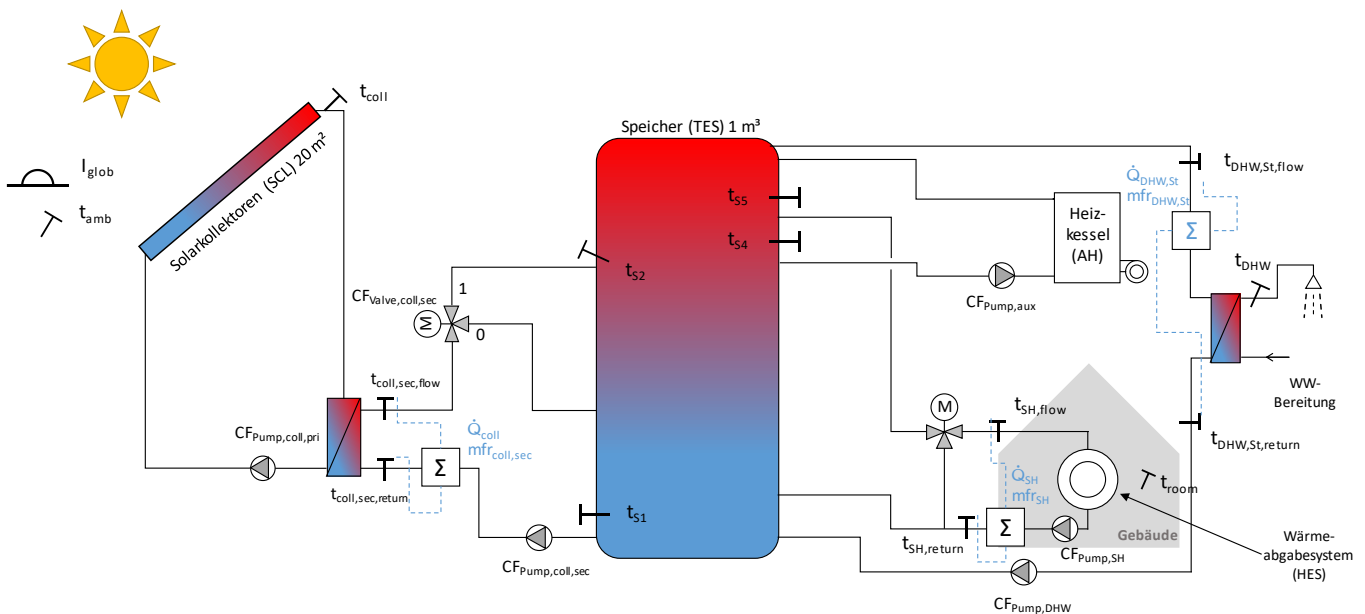 t_coll
I_glob
t_amb
Solarkollektoren (SCL) 20 m²
Speicher (TES) 1 m³
t_S5
t_S4
t_S2
t_S1
CF_Valve,coll,sec
1
0
M
t_coll,sec,flow
Q̇_coll
mfr_coll,sec
Σ
CF_Pump,coll,pri
t_coll,sec,return
CF_Pump,coll,sec
Heiz-
kessel
(AH)
CF_Pump,aux
t_DHW,St,flow
Q̇_DHW,St
mfr_DHW,St
Σ
t_DHW
WW-
Bereitung
t_DHW,St,return
M
t_SH,flow
Q̇_SH
mfr_SH
Σ
t_room
t_SH,return
CF_Pump,SH
Gebäude
Wärme-
abgabesystem
(HES)
CF_Pump,DHW